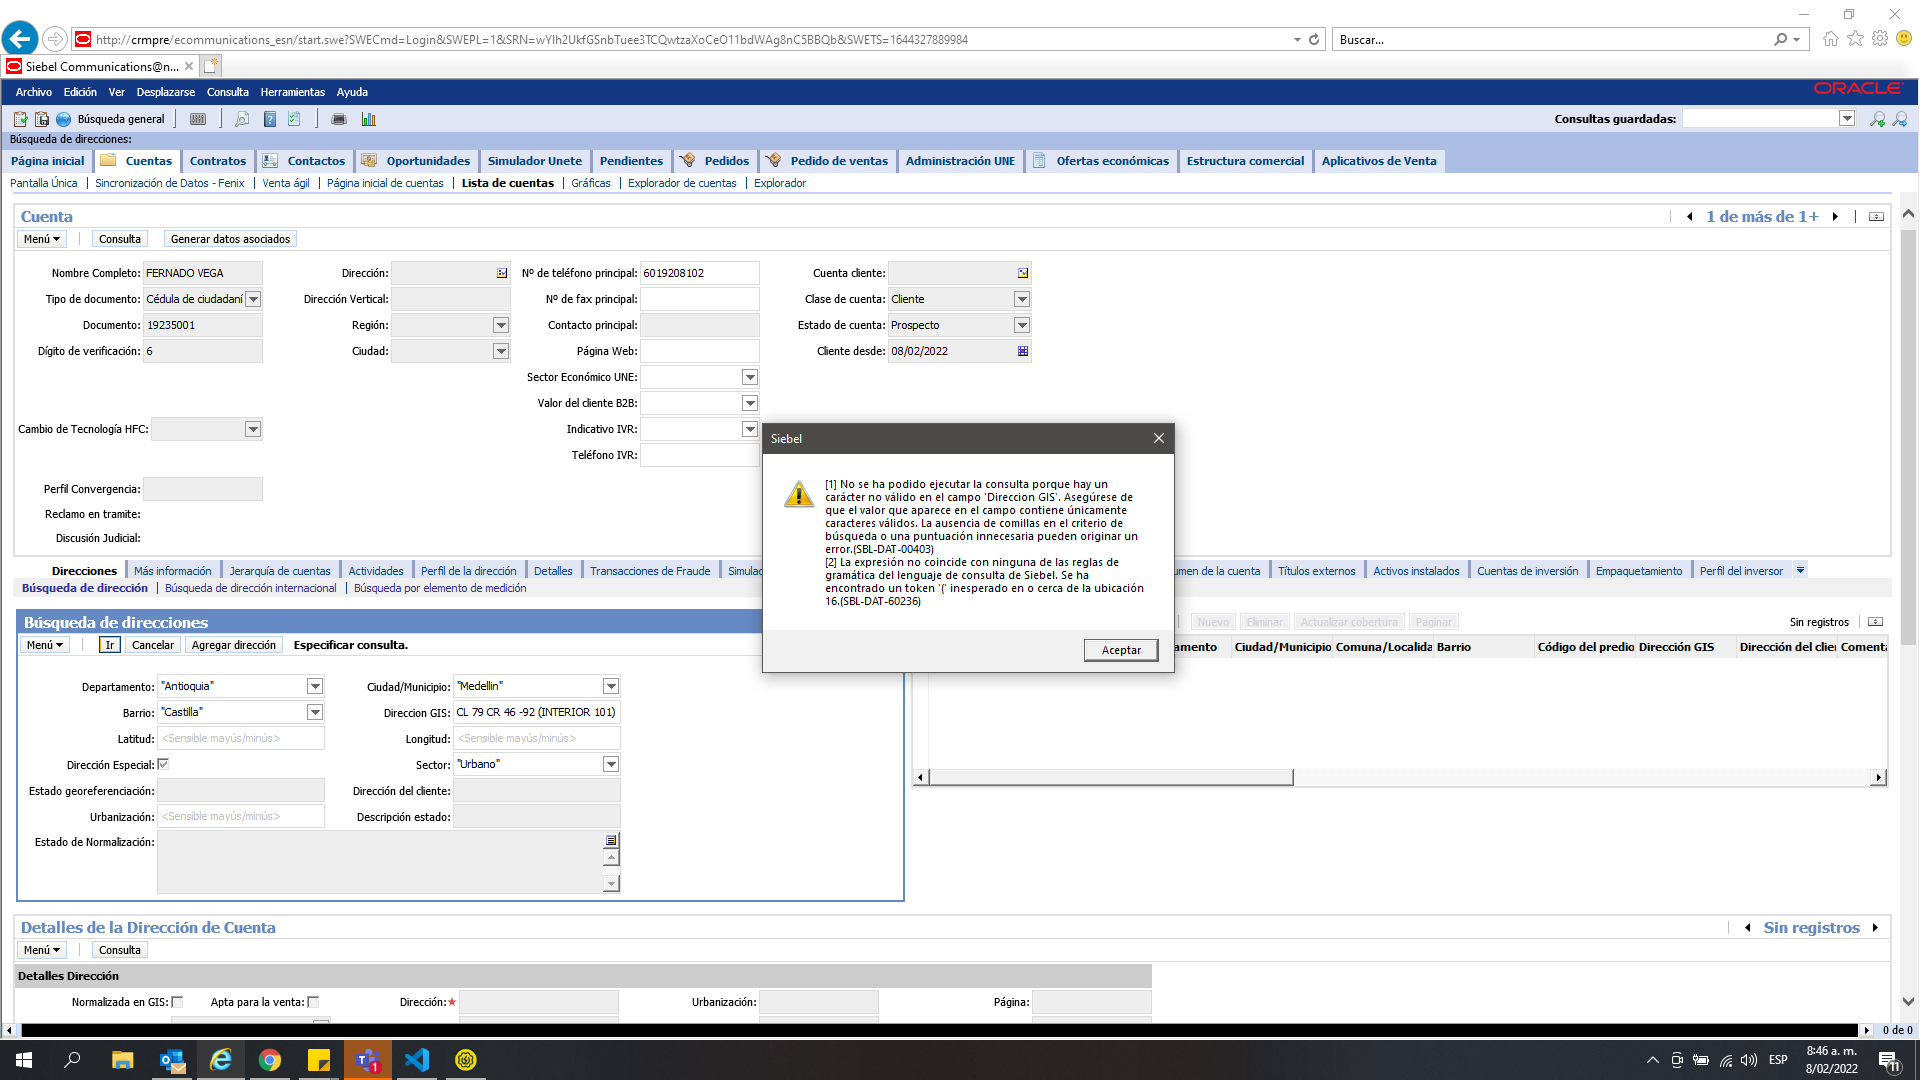 http://crmpre/ecommunications_esn/start.swe?SWECmd=Login&SWEPL=1&SRN=wYIh2UkfGSnbTuee3TCQwtzaXoCeO11bdWAg8nC5BBQb&SWETS=1644327889984
Buscar...
Siebel Communications@n...
Archivo Edición Ver Desplazarse Consulta Herramientas Ayuda
ORACLE
Búsqueda general
Consultas guardadas:
Búsqueda de direcciones:
Página inicial Cuentas Contratos Contactos Oportunidades Simulador Unete Pendientes Pedidos Pedido de ventas Administración UNE Ofertas económicas Estructura comercial Aplicativos de Venta
Pantalla Única Sincronización de Datos - Fenix Venta ágil Página inicial de cuentas Lista de cuentas Gráficas Explorador de cuentas Explorador
Cuenta
1 de más de 1+
Menú Consulta Generar datos asociados
Nombre Completo: FERNADO VEGA Dirección: Nº de teléfono principal: 6019208102 Cuenta cliente:
Tipo de documento: Cédula de ciudadaní Dirección Vertical: Nº de fax principal: Clase de cuenta: Cliente
Documento: 19235001 Región: Contacto principal: Estado de cuenta: Prospecto
Dígito de verificación: 6 Ciudad: Página Web: Cliente desde: 08/02/2022
Sector Económico UNE:
Valor del cliente B2B:
Cambio de Tecnología HFC: Indicativo IVR:
Teléfono IVR:
Perfil Convergencia:
Reclamo en tramite:
Discusión Judicial:
Siebel
[1] No se ha podido ejecutar la consulta porque hay un
carácter no válido en el campo 'Direccion GIS'. Asegúrese de
que el valor que aparece en el campo contiene únicamente
caracteres válidos. La ausencia de comillas en el criterio de
búsqueda o una puntuación innecesaria pueden originar un
error.(SBL-DAT-00403)
[2] La expresión no coincide con ninguna de las reglas de
gramática del lenguaje de consulta de Siebel. Se ha
encontrado un token '(' inesperado en o cerca de la ubicación
16.(SBL-DAT-60236)
Aceptar
Direcciones Más información Jerarquía de cuentas Actividades Perfil de la dirección Detalles Transacciones de Fraude Simulac umen de la cuenta Títulos externos Activos instalados Cuentas de inversión Empaquetamiento Perfil del inversor
Búsqueda de dirección Búsqueda de dirección internacional Búsqueda por elemento de medición
Búsqueda de direcciones
Nuevo Eliminar Actualizar cobertura Paginar Sin registros
Menú Ir Cancelar Agregar dirección Especificar consulta.
amento Ciudad/Municipio Comuna/Localida Barrio Código del predio Dirección GIS Dirección del clier Comenta
Departamento: "Antioquia" Ciudad/Municipio: "Medellin"
Barrio: "Castilla" Direccion GIS: CL 79 CR 46 -92 (INTERIOR 101)
Latitud: <Sensible mayús/minús> Longitud: <Sensible mayús/minús>
Dirección Especial: Sector: "Urbano"
Estado georeferenciación: Dirección del cliente:
Urbanización: <Sensible mayús/minús> Descripción estado:
Estado de Normalización:
Detalles de la Dirección de Cuenta
Sin registros
Menú Consulta
Detalles Dirección
Normalizada en GIS: Apta para la venta: Dirección:* Urbanización: Página:
0 de 0
1
ESP
8:46 a. m.
8/02/2022
11